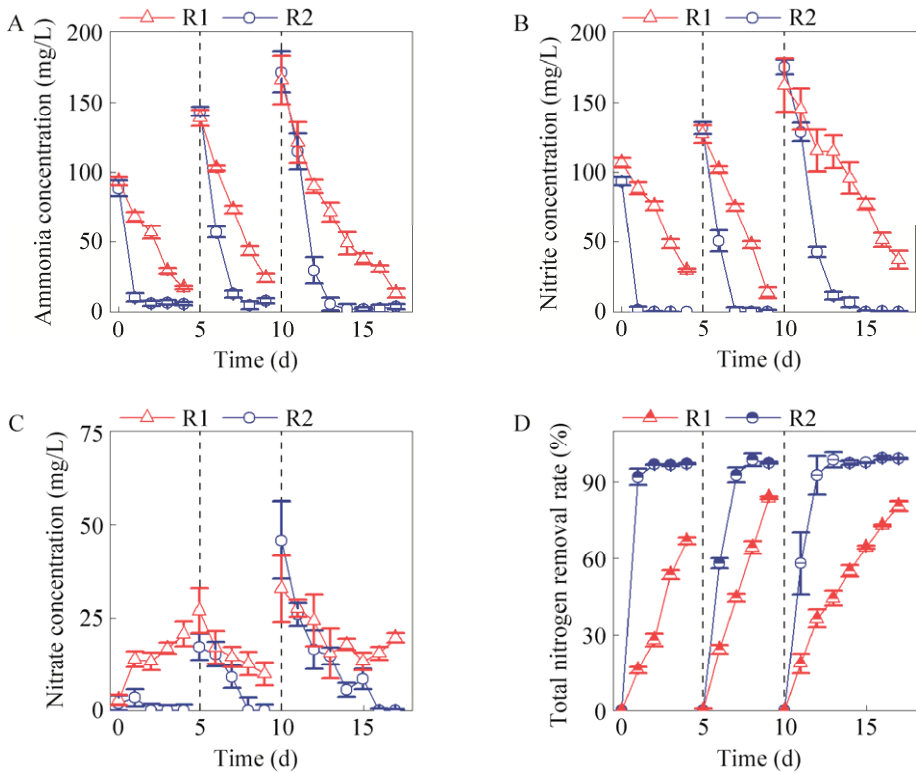 A
R1 R2
Ammonia concentration (mg/L)
200
150
100
50
0
0 5 10 15
Time (d)
B
R1 R2
Nitrite concentration (mg/L)
200
150
100
50
0
0 5 10 15
Time (d)
C
R1 R2
Nitrate concentration (mg/L)
75
50
25
0
0 5 10 15
Time (d)
D
R1 R2
Total nitrogen removal rate (%)
90
60
30
0
0 5 10 15
Time (d)